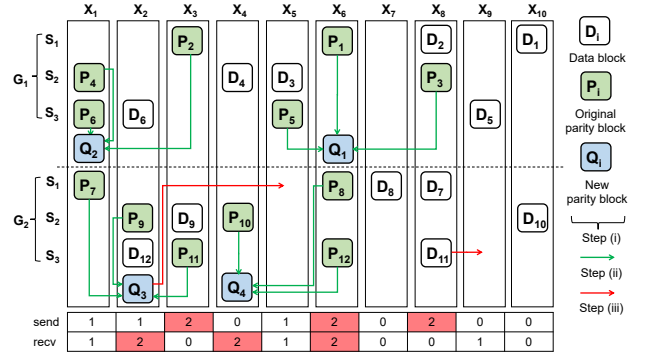 X1 X2 X3 X4 X5 X6 X7 X8 X9 X10
S1 P2 P1 D2 D1 Di
Data block
G1 S2 P4 D4 D3 P3 Pi
S3 P6 D6 P5 D5 Original
parity block
Q2 Q1 Qi
S1 P7 P8 D8 D7 New
parity block
G2 S2 P9 D9 P10 D10 Step (i)
S3 D12 P11 P12 D11 Step (ii)
Q3 Q4 Step (iii)
send 1 1 2 0 1 2 0 2 0 0
recv 1 2 0 2 1 2 0 0 1 0